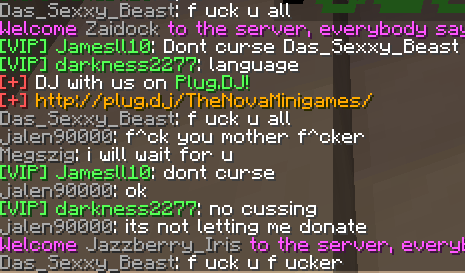 Das_Sexxy_Beast: f uck u all
Welcome Zaidock to the server, everybody say
[VIP] Jamesll10: Dont curse Das_Sexxy_Beast
[VIP] darkness2277: language
[+] DJ with us on Plug.DJ!
[+] http://plug.dj/TheNovaMinigames/
Das_Sexxy_Beast: f uck u all
jalen90000: f^ck you mother f^cker
Megszig: i will wait for u
[VIP] Jamesll10: dont curse
jalen90000: ok
[VIP] darkness2277: no cussing
jalen90000: its not letting me donate
Welcome Jazzberry_Iris to the server, everyb
Das_Sexxy_Beast: f uck u f ucker